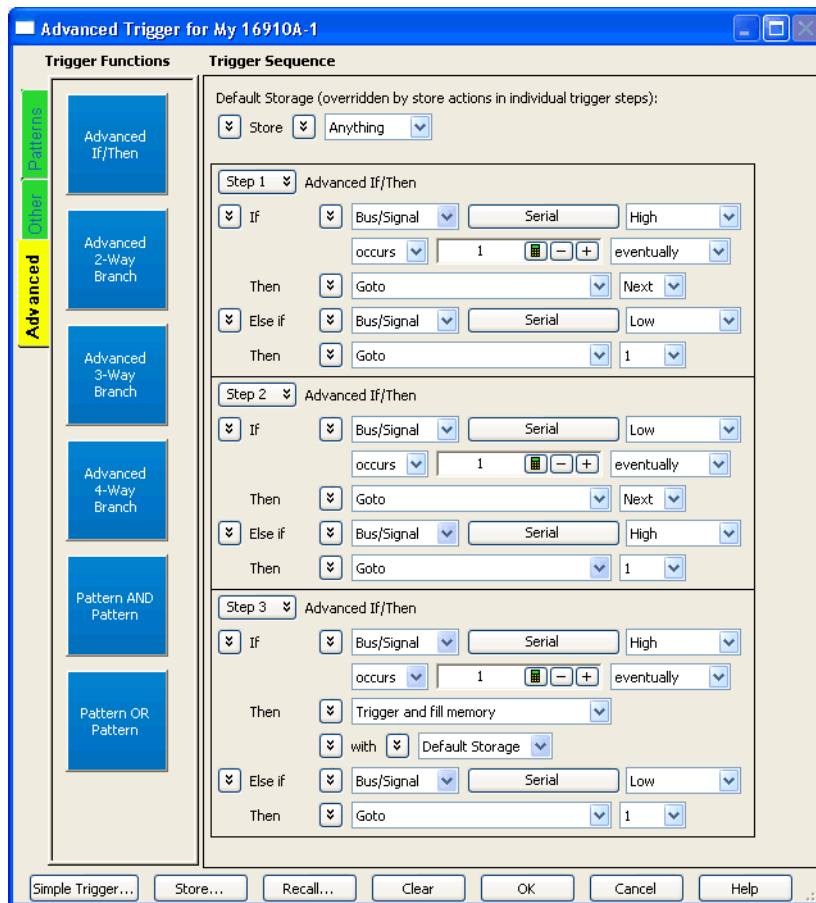 Advanced Trigger for My 16910A-1
Trigger Functions
Trigger Sequence
Patterns
Other
Advanced
Advanced
If/Then
Advanced
2-Way
Branch
Advanced
3-Way
Branch
Advanced
4-Way
Branch
Pattern AND
Pattern
Pattern OR
Pattern
Default Storage (overridden by store actions in individual trigger steps):
Store Anything
Step 1 Advanced If/Then
If Bus/Signal Serial High
occurs 1 eventually
Then Goto Next
Else if Bus/Signal Serial Low
Then Goto 1
Step 2 Advanced If/Then
If Bus/Signal Serial Low
occurs 1 eventually
Then Goto Next
Else if Bus/Signal Serial High
Then Goto 1
Step 3 Advanced If/Then
If Bus/Signal Serial High
occurs 1 eventually
Then Trigger and fill memory
with Default Storage
Else if Bus/Signal Serial Low
Then Goto 1
Simple Trigger... Store... Recall... Clear OK Cancel Help